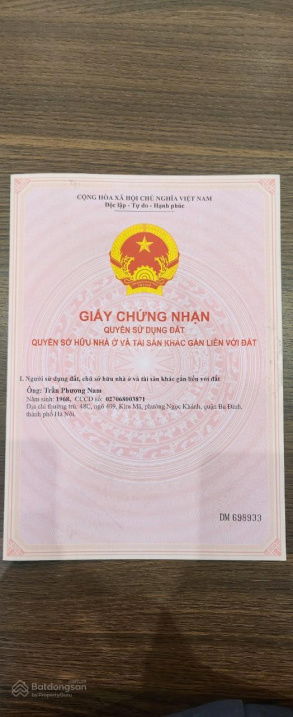 CỘNG HÒA XÃ HỘI CHỦ NGHĨA VIỆT NAM
Độc lập - Tự do - Hạnh phúc
GIẤY CHỨNG NHẬN
QUYỀN SỬ DỤNG ĐẤT
QUYỀN SỞ HỮU NHÀ Ở VÀ TÀI SẢN KHÁC GẮN LIỀN VỚI ĐẤT
I. Người sử dụng đất, chủ sở hữu nhà ở và tài sản khác gắn liền với đất
Ông: Trần Phương Nam
Năm sinh: 1968, CCCD số: 027068003871
Địa chỉ thường trú: 48C, ngõ 409, Kim Mã, phường Ngọc Khánh, quận Ba Đình,
thành phố Hà Nội.
DM 698933
Batdongsan
by PropertyGuru